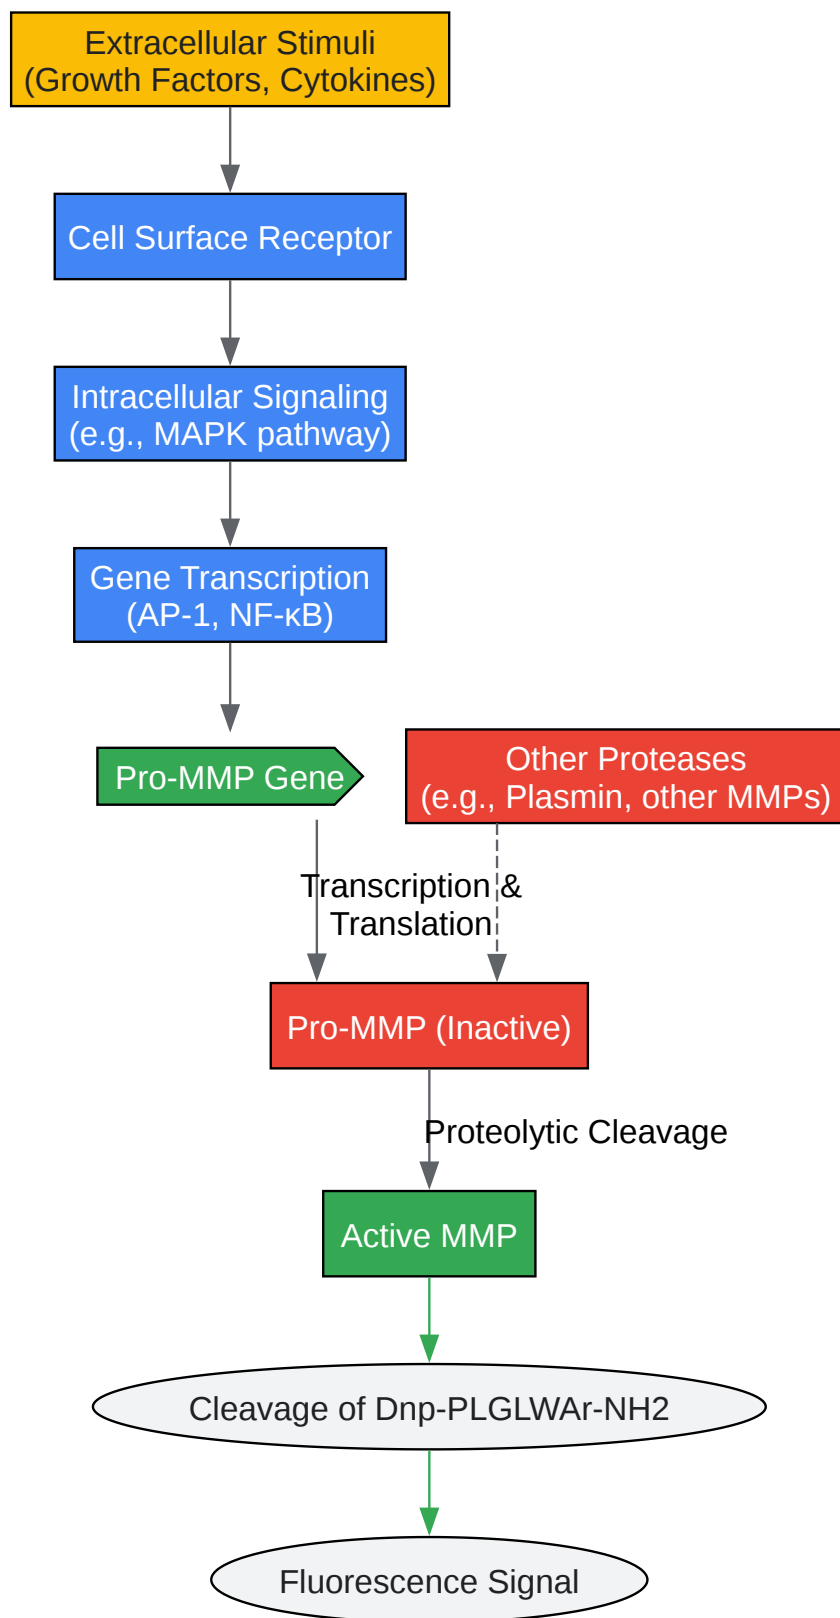 Extracellular Stimuli
(Growth Factors, Cytokines)
Cell Surface Receptor
Intracellular Signaling
(e.g., MAPK pathway)
Gene Transcription
(AP-1, NF-κB)
Pro-MMP Gene
Other Proteases
(e.g., Plasmin, other MMPs)
Transcription &
Translation
Pro-MMP (Inactive)
Proteolytic Cleavage
Active MMP
Cleavage of Dnp-PLGLWAr-NH2
Fluorescence Signal